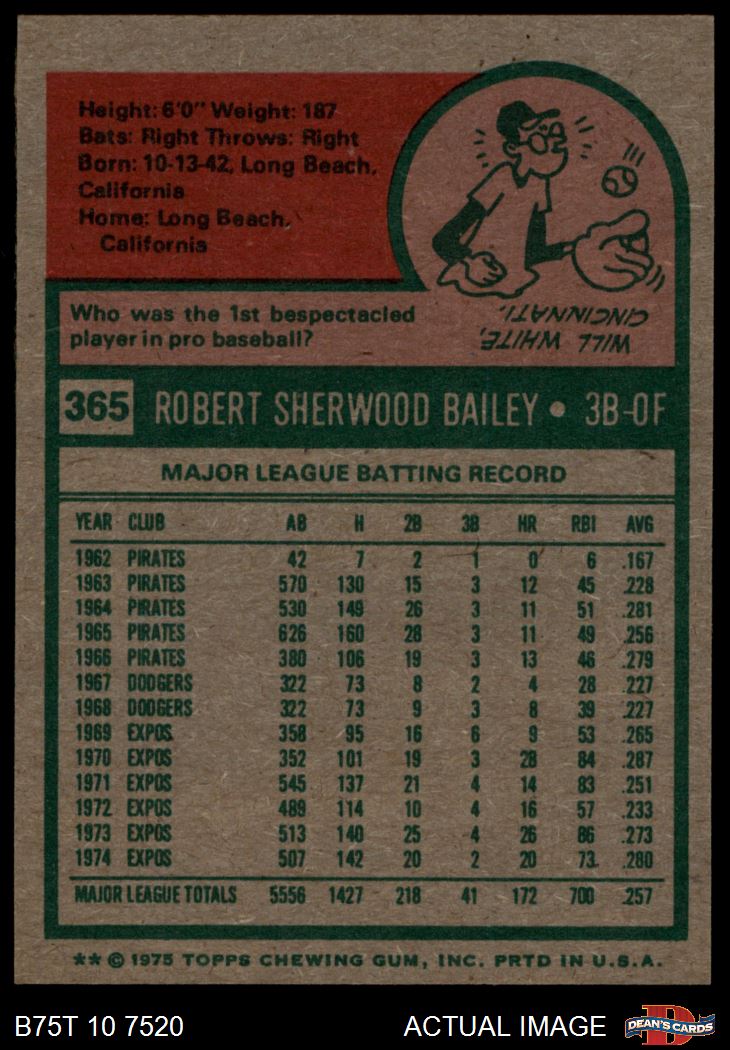 Height: 6'0" Weight: 187
Bats: Right Throws: Right
Born: 10-13-42, Long Beach,
California
Home: Long Beach,
California
Who was the 1st bespectacled
player in pro baseball?
WILL WHITE,
CINCINNATI.
365 ROBERT SHERWOOD BAILEY • 3B-OF
MAJOR LEAGUE BATTING RECORD
YEAR CLUB AB H 2B 3B HR RBI AVG
1962 PIRATES 42 7 2 1 0 6 .167
1963 PIRATES 570 130 15 3 12 45 .228
1964 PIRATES 530 149 26 3 11 51 .281
1965 PIRATES 626 160 28 3 11 49 .256
1966 PIRATES 380 106 19 3 13 46 .279
1967 DODGERS 322 73 8 2 4 28 .227
1968 DODGERS 322 73 9 3 8 39 .227
1969 EXPOS 358 95 16 6 9 53 .265
1970 EXPOS 352 101 19 3 28 84 .287
1971 EXPOS 545 137 21 4 14 83 .251
1972 EXPOS 489 114 10 4 16 57 .233
1973 EXPOS 513 140 25 4 26 86 .273
1974 EXPOS 507 142 20 2 20 73 .280
MAJOR LEAGUE TOTALS 5556 1427 218 41 172 700 .257
** © 1975 TOPPS CHEWING GUM, INC. PRTD IN U.S.A.
B75T 10 7520 ACTUAL IMAGE D DEAN'S CARDS